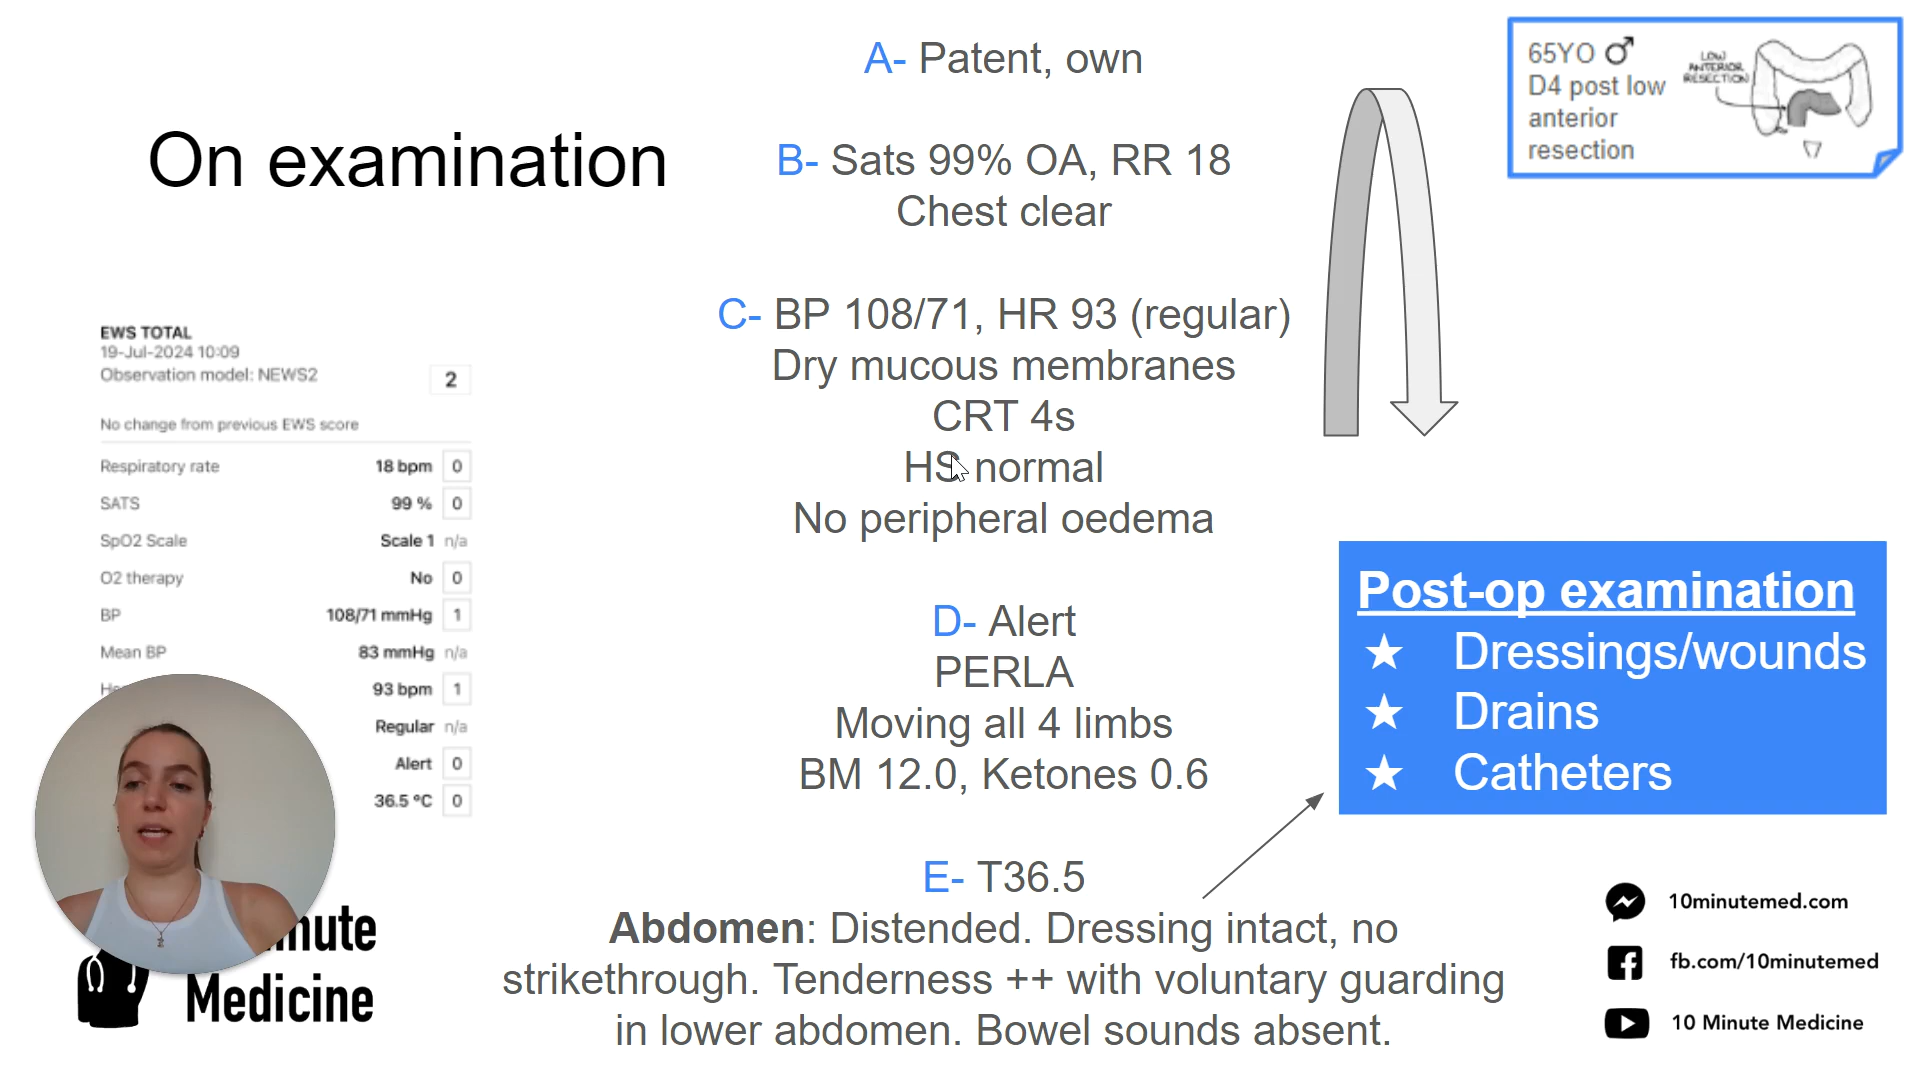 On examination
A- Patent, own
B- Sats 99% OA, RR 18
Chest clear
C- BP 108/71, HR 93 (regular)
Dry mucous membranes
CRT 4s
HS normal
No peripheral oedema
D- Alert
PERLA
Moving all 4 limbs
BM 12.0, Ketones 0.6
E- T36.5
Abdomen: Distended. Dressing intact, no
strikethrough. Tenderness ++ with voluntary guarding
in lower abdomen. Bowel sounds absent.
65YO ♂
D4 post low
anterior
resection
LOW
ANTERIOR
RESECTION
EWS TOTAL
19-Jul-2024 10:09
Observation model: NEWS2 2
No change from previous EWS score
Respiratory rate 18 bpm 0
SATS 99 % 0
SpO2 Scale Scale 1 n/a
O2 therapy No 0
BP 108/71 mmHg 1
Mean BP 83 mmHg n/a
93 bpm 1
Regular n/a
Alert 0
36.5 °C 0
Post-op examination
★ Dressings/wounds
★ Drains
★ Catheters
Medicine
10minutemed.com
fb.com/10minutemed
10 Minute Medicine